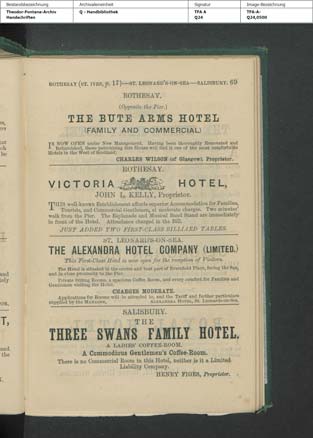 Bestandsbezeichnung Archivaleinheit Signatur Image-Bezeichnung
Theodor-Fontane-Archiv Q - Handbibliothek TFA A TFA-A-
Handschriften Q24 Q24,0508
ROTHESAY (ST. IVES, p. 17)—ST. LEONARD'S-ON-SEA—SALISBURY. 69
ROTHESAY.
(Opposite the Pier.)
THE BUTE ARMS HOTEL
(FAMILY AND COMMERCIAL)
IS NOW OPEN under New Management. Having been thoroughly Renovated and
Refurnished, those patronising this House will find it one of the most comfortable
Hotels in the West of Scotland.
CHARLES WILSON (of Glasgow), Proprietor.
ROTHESAY.
VICTORIA HOTEL,
JOHN L. KELLY, Proprietor.
THIS well-known Establishment affords superior Accommodation for Families,
Tourists, and Commercial Gentlemen, at moderate charges. Two minutes'
walk from the Pier. The Esplanade and Musical Band Stand are immediately
in front of the Hotel. Attendance charged in the Bill.
JUST ADDED TWO FIRST-CLASS BILLIARD TABLES.
ST. LEONARDS-ON-SEA.
THE ALEXANDRA HOTEL COMPANY (LIMITED.)
This First-Class Hotel is now open for the reception of Visitors.
The Hotel is situated in the centre and best part of Eversfield Place, facing the Sea,
and in close proximity to the Pier.
Private Sitting Rooms, a spacious Coffee Room, and every comfort for Families and
Gentlemen visiting the Hotel.
CHARGES MODERATE.
Applications for Rooms will be attended to, and the Tariff and further particulars
supplied by the MANAGER, ALEXANDRA HOTEL, St. Leonards-on-Sea.
SALISBURY.
THE
THREE SWANS FAMILY HOTEL.
A LADIES' COFFEE-ROOM.
A Commodious Gentlemen's Coffee-Room.
There is no Commercial Room in this Hotel, neither is it a Limited
Liability Company.
HENRY FIGES, Proprietor.